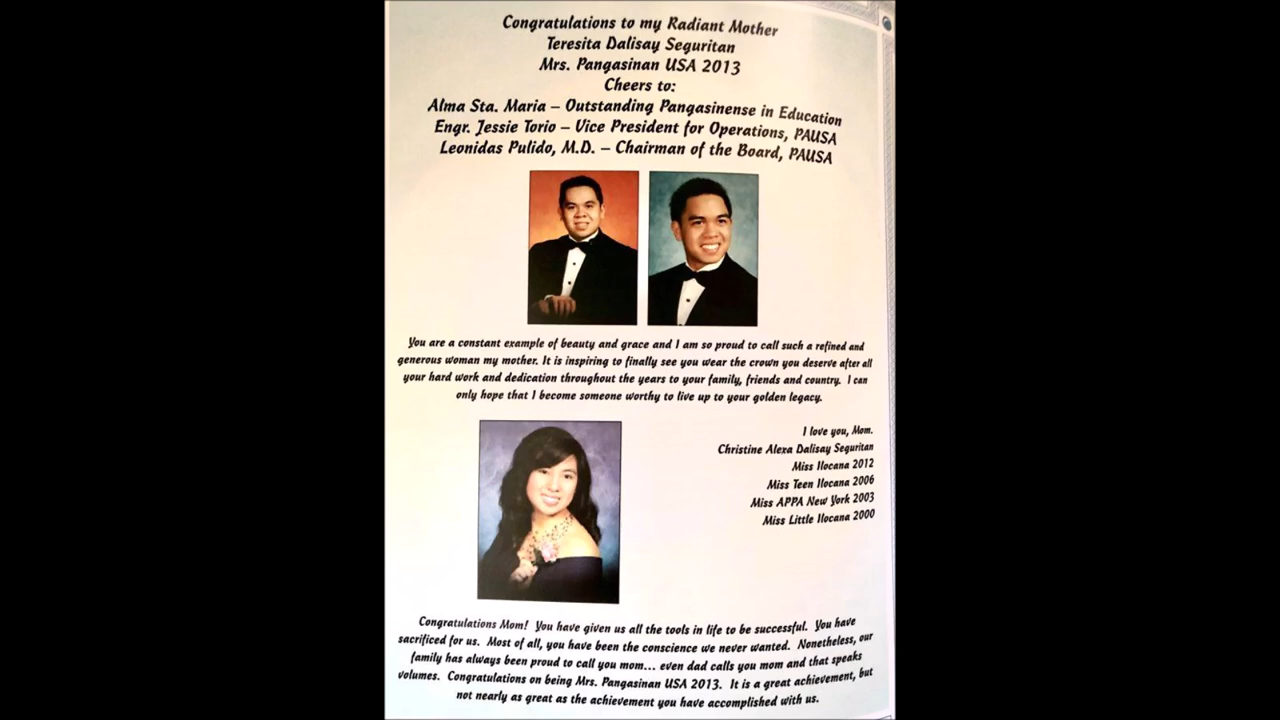 Congratulations to my Radiant Mother
Teresita Dalisay Seguritan
Mrs. Pangasinan USA 2013
Cheers to:
Alma Sta. Maria – Outstanding Pangasinense in Education
Engr. Jessie Torio – Vice President for Operations, PAUSA
Leonidas Pulido, M.D. – Chairman of the Board, PAUSA
You are a constant example of beauty and grace and I am so proud to call such a refined and
generous woman my mother. It is inspiring to finally see you wear the crown you deserve after all
your hard work and dedication throughout the years to your family, friends and country. I can
only hope that I become someone worthy to live up to your golden legacy.
I love you, Mom.
Christine Alexa Dalisay Seguritan
Miss Ilocana 2012
Miss Teen Ilocana 2006
Miss APPA New York 2003
Miss Little Ilocana 2000
Congratulations Mom! You have given us all the tools in life to be successful. You have
sacrificed for us. Most of all, you have been the conscience we never wanted. Nonetheless, our
family has always been proud to call you mom... even dad calls you mom and that speaks
volumes. Congratulations on being Mrs. Pangasinan USA 2013. It is a great achievement, but
not nearly as great as the achievement you have accomplished with us.